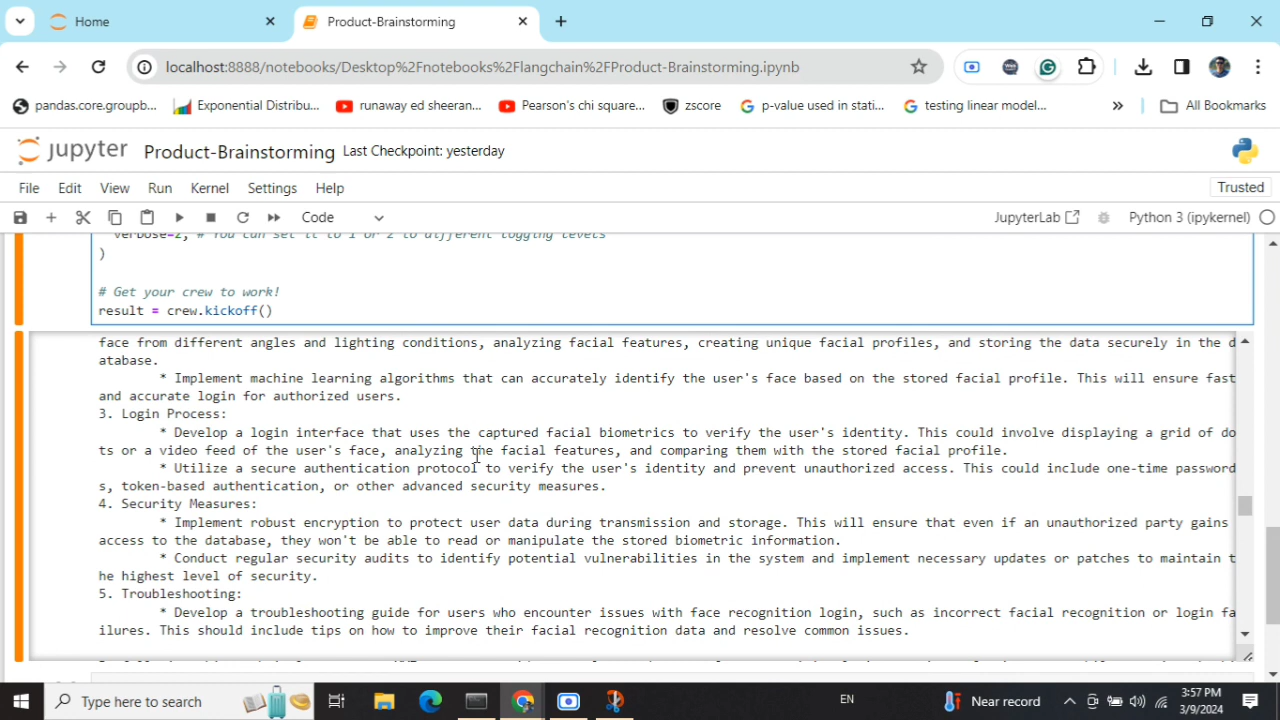 Home
Product-Brainstorming
localhost:8888/notebooks/Desktop%2Fnotebooks%2Flangchain%2FProduct-Brainstorming.ipynb
pandas.core.groupb...
Exponential Distribu...
runaway ed sheeran...
Pearson's chi square...
zscore
p-value used in stati...
testing linear model...
All Bookmarks
jupyter
Product-Brainstorming Last Checkpoint: yesterday
File Edit View Run Kernel Settings Help
Trusted
Code
JupyterLab
Python 3 (ipykernel)
verbose=2, # You can set it to 1 or 2 to different logging levels
)
# Get your crew to work!
result = crew.kickoff()
face from different angles and lighting conditions, analyzing facial features, creating unique facial profiles, and storing the data securely in the d
atabase.
* Implement machine learning algorithms that can accurately identify the user's face based on the stored facial profile. This will ensure fast
and accurate login for authorized users.
3. Login Process:
* Develop a login interface that uses the captured facial biometrics to verify the user's identity. This could involve displaying a grid of do
ts or a video feed of the user's face, analyzing the facial features, and comparing them with the stored facial profile.
* Utilize a secure authentication protocol to verify the user's identity and prevent unauthorized access. This could include one-time password
s, token-based authentication, or other advanced security measures.
4. Security Measures:
* Implement robust encryption to protect user data during transmission and storage. This will ensure that even if an unauthorized party gains
access to the database, they won't be able to read or manipulate the stored biometric information.
* Conduct regular security audits to identify potential vulnerabilities in the system and implement necessary updates or patches to maintain t
he highest level of security.
5. Troubleshooting:
* Develop a troubleshooting guide for users who encounter issues with face recognition login, such as incorrect facial recognition or login fa
ilures. This should include tips on how to improve their facial recognition data and resolve common issues.
Type here to search
EN
Near record
3:57 PM
3/9/2024